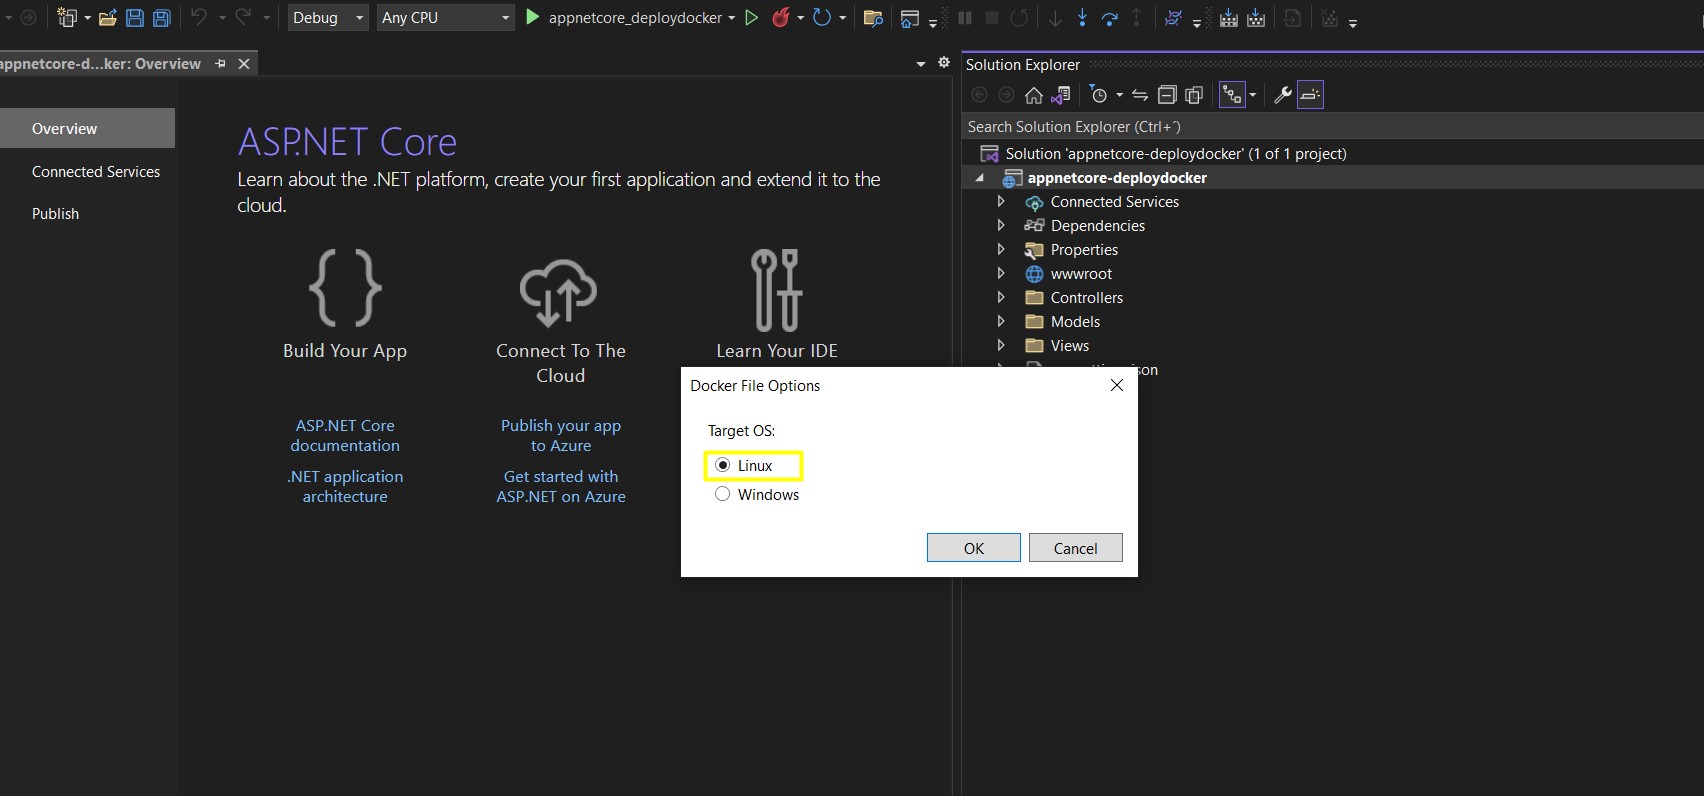 Debug
Any CPU
appnetcore_deploydocker
appnetcore-d...ker: Overview
Overview
Connected Services
Publish
ASP.NET Core
Learn about the .NET platform, create your first application and extend it to the
cloud.
Build Your App
ASP.NET Core
documentation
.NET application
architecture
Connect To The
Cloud
Publish your app
to Azure
Get started with
ASP.NET on Azure
Learn Your IDE
Docker File Options
Target OS:
Linux
Windows
OK
Cancel
Solution Explorer
Search Solution Explorer (Ctrl+´)
Solution 'appnetcore-deploydocker' (1 of 1 project)
appnetcore-deploydocker
Connected Services
Dependencies
Properties
wwwroot
Controllers
Models
Views